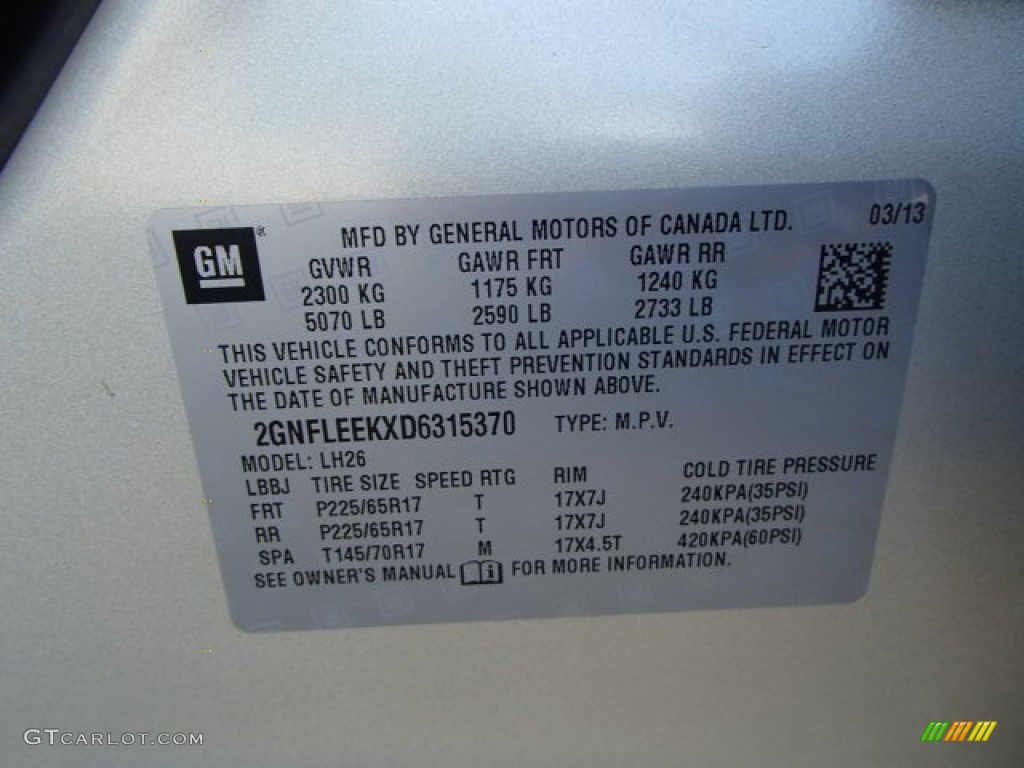 MFD BY GENERAL MOTORS OF CANADA LTD. 03/13
GM®
GVWR GAWR FRT GAWR RR
2300 KG 1175 KG 1240 KG
5070 LB 2590 LB 2733 LB
THIS VEHICLE CONFORMS TO ALL APPLICABLE U.S. FEDERAL MOTOR
VEHICLE SAFETY AND THEFT PREVENTION STANDARDS IN EFFECT ON
THE DATE OF MANUFACTURE SHOWN ABOVE.
2GNFLEEKXD6315370 TYPE: M.P.V.
MODEL: LH26
LBBJ TIRE SIZE SPEED RTG RIM COLD TIRE PRESSURE
FRT P225/65R17 T 17X7J 240KPA(35PSI)
RR P225/65R17 T 17X7J 240KPA(35PSI)
SPA T145/70R17 M 17X4.5T 420KPA(60PSI)
SEE OWNER'S MANUAL i FOR MORE INFORMATION.
GTCARLOT.COM